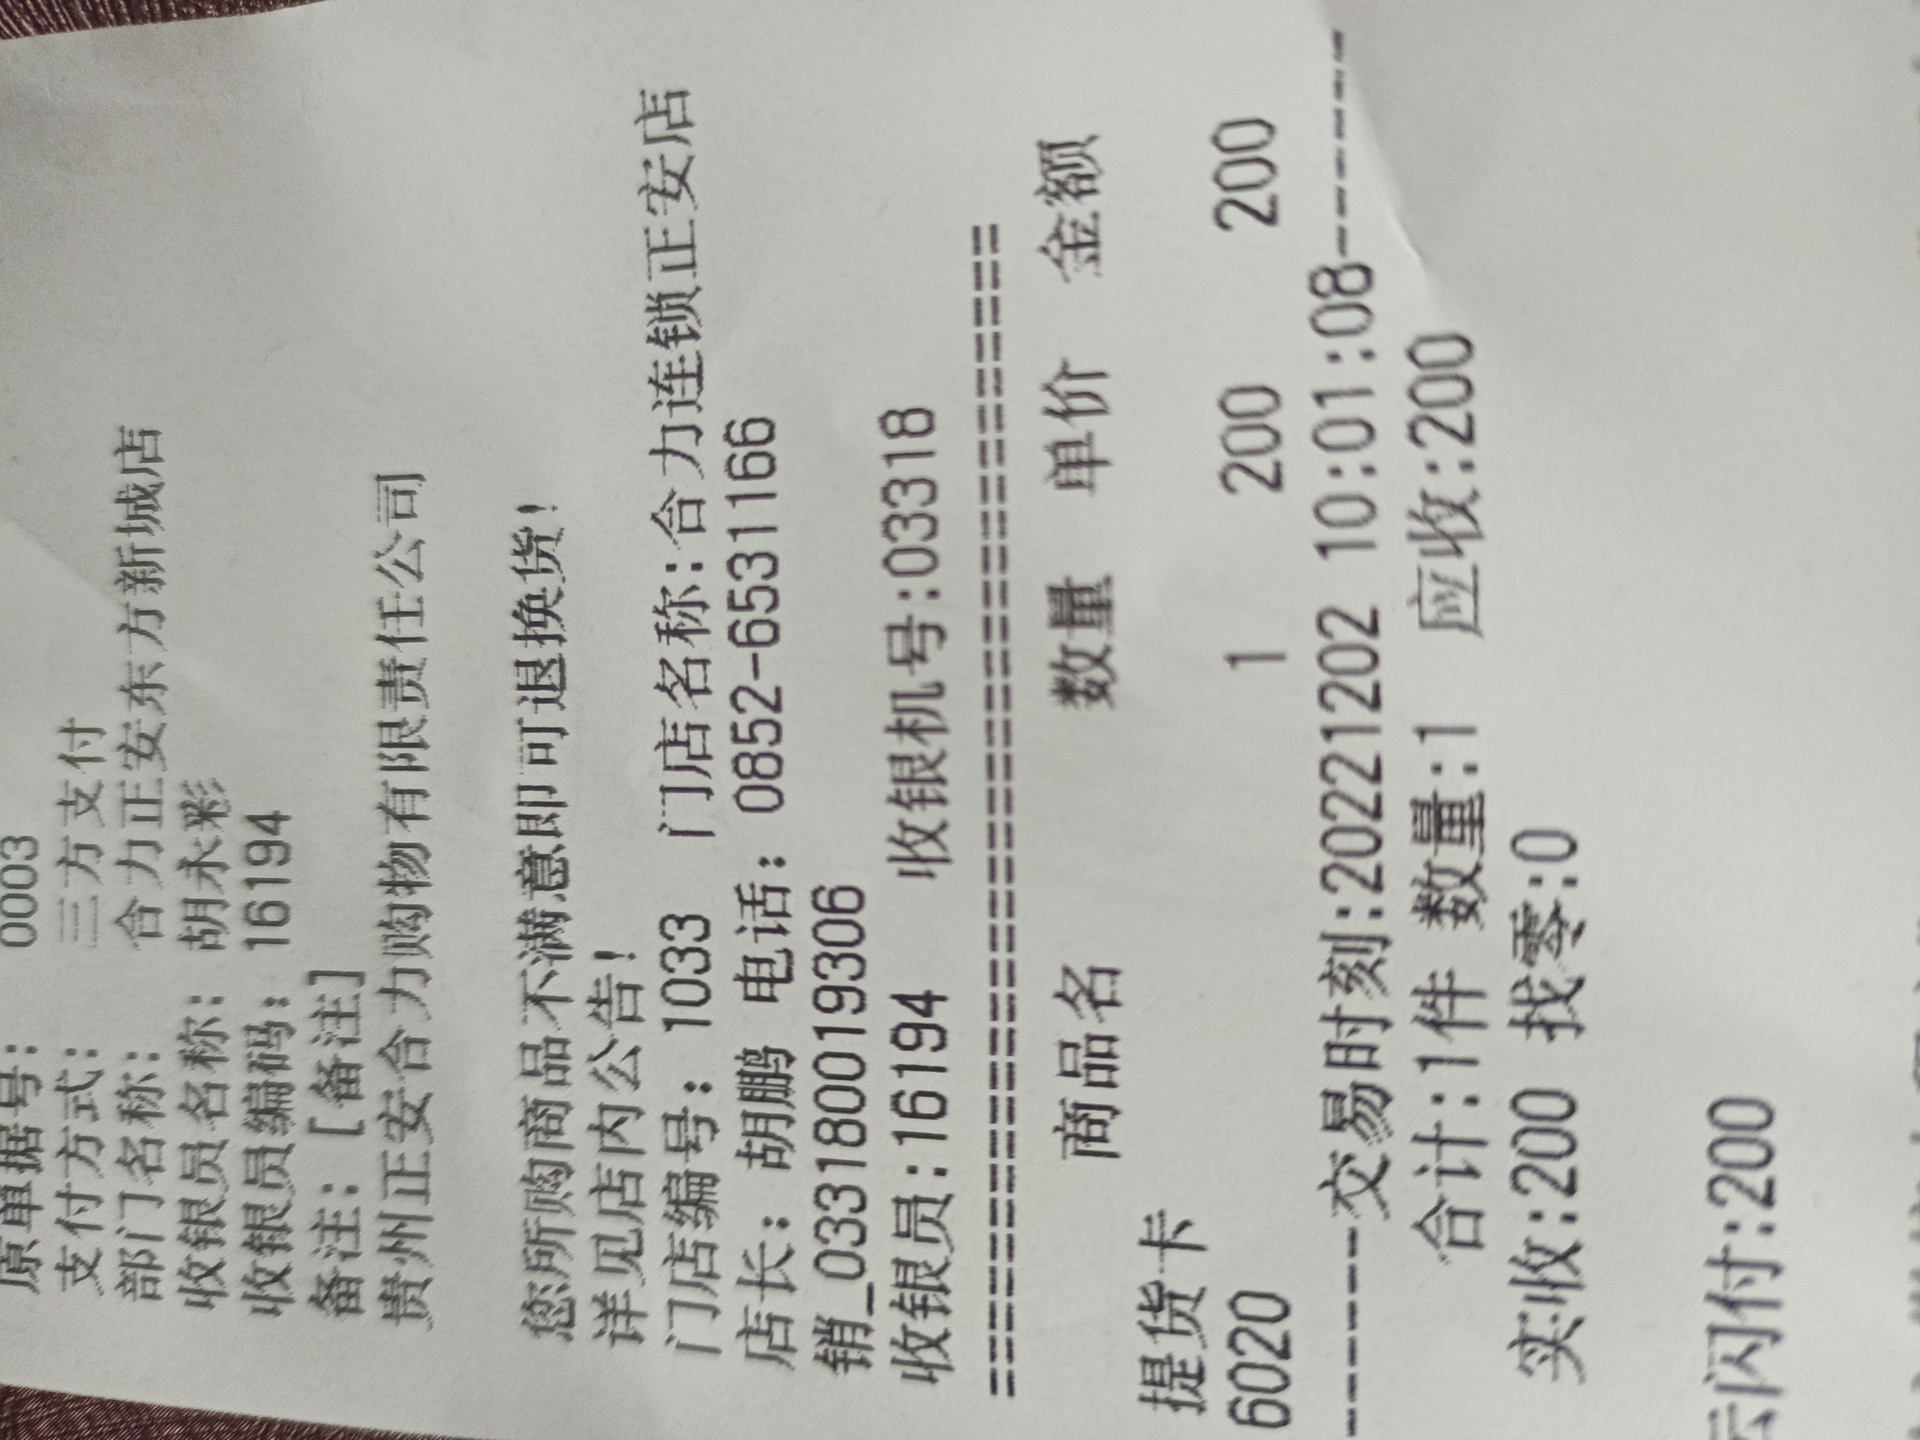 原单据号: 0003
支付方式: 三方支付
部门名称: 合力正安东方新城店
收银员名称: 胡永彩
收银员编码: 16194
备注: [备注]
贵州正安合力购物有限责任公司
您所购商品不满意即可退换货!
详见店内公告!
门店编号: 1033 门店名称:合力连锁正安店
店长: 胡鹏 电话: 0852-6531166
销_033180019306
收银员:16194 收银机号:03318
================================
商品名 数量 单价 金额
提货卡
6020 1 200 200
-------交易时刻:20221202 10:01:08-------
合计:1件 数量:1 应收:200
实收:200 找零:0
云闪付:200